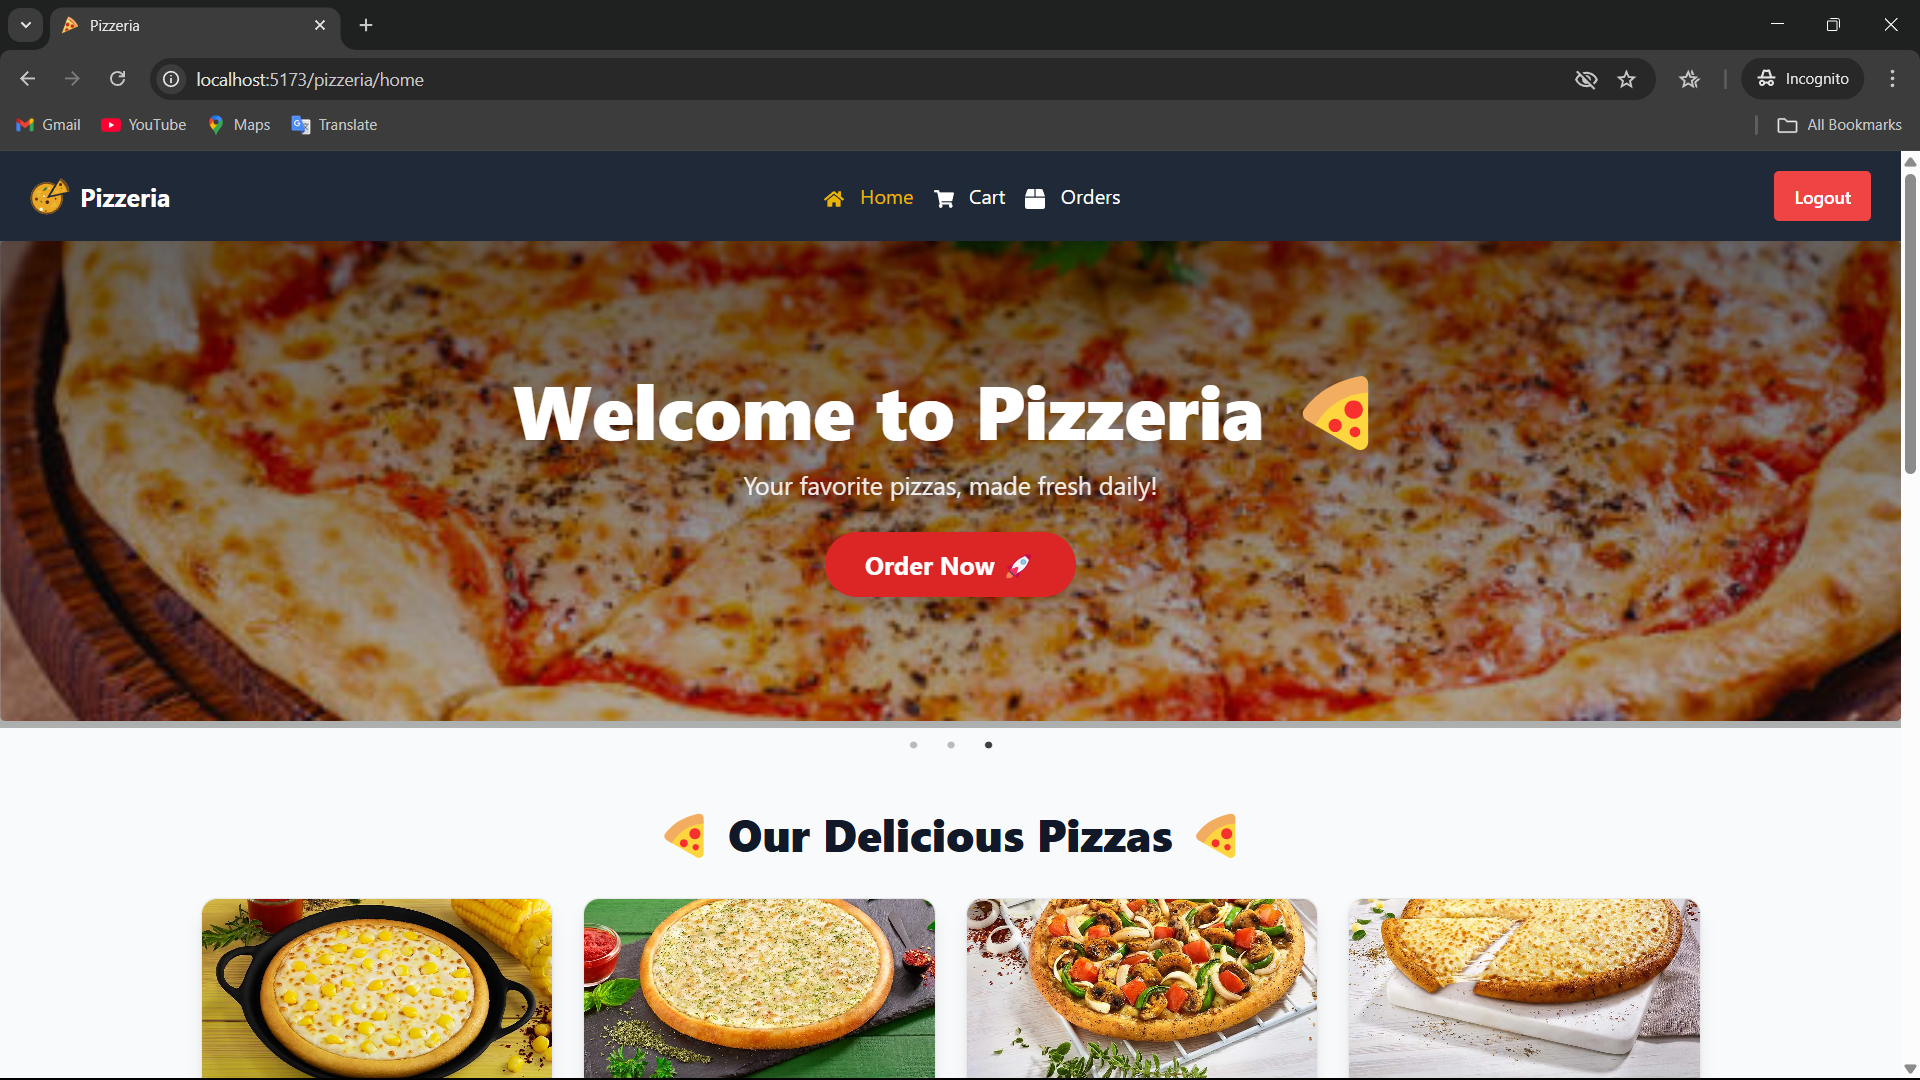 Pizzeria
localhost:5173/pizzeria/home
Incognito
Gmail
YouTube
Maps
Translate
All Bookmarks
Pizzeria
Home
Cart
Orders
Logout
Welcome to Pizzeria
Your favorite pizzas, made fresh daily!
Order Now
Our Delicious Pizzas